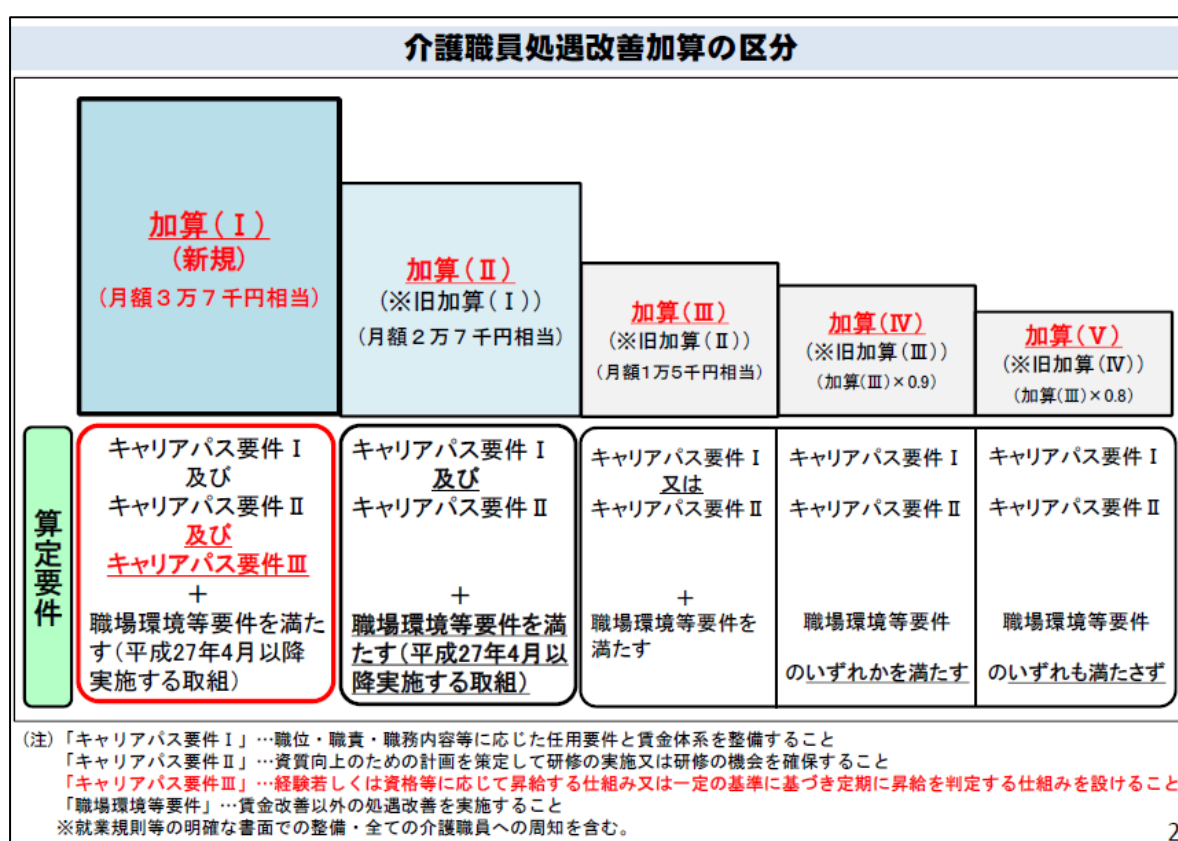 介護職員処遇改善加算の区分
加算(Ⅰ)
(新規)
(月額3万7千円相当)
加算(Ⅱ)
(※旧加算(Ⅰ))
(月額2万7千円相当)
加算(Ⅲ)
(※旧加算(Ⅱ))
(月額1万5千円相当)
加算(Ⅳ)
(※旧加算(Ⅲ))
(加算(Ⅲ)×0.9)
加算(Ⅴ)
(※旧加算(Ⅳ))
(加算(Ⅲ)×0.8)
算定要件
キャリアパス要件Ⅰ
及び
キャリアパス要件Ⅱ
及び
キャリアパス要件Ⅲ
+
職場環境等要件を満た
す(平成27年4月以降
実施する取組)
キャリアパス要件Ⅰ
及び
キャリアパス要件Ⅱ
+
職場環境等要件を満
たす(平成27年4月以
降実施する取組)
キャリアパス要件Ⅰ
又は
キャリアパス要件Ⅱ
+
職場環境等要件を
満たす
キャリアパス要件Ⅰ
キャリアパス要件Ⅱ
職場環境等要件
のいずれかを満たす
キャリアパス要件Ⅰ
キャリアパス要件Ⅱ
職場環境等要件
のいずれも満たさず
(注)「キャリアパス要件Ⅰ」…職位・職責・職務内容等に応じた任用要件と賃金体系を整備すること
「キャリアパス要件Ⅱ」…資質向上のための計画を策定して研修の実施又は研修の機会を確保すること
「キャリアパス要件Ⅲ」…経験若しくは資格等に応じて昇給する仕組み又は一定の基準に基づき定期に昇給を判定する仕組みを設けること
「職場環境等要件」…賃金改善以外の処遇改善を実施すること
※就業規則等の明確な書面での整備・全ての介護職員への周知を含む。
2